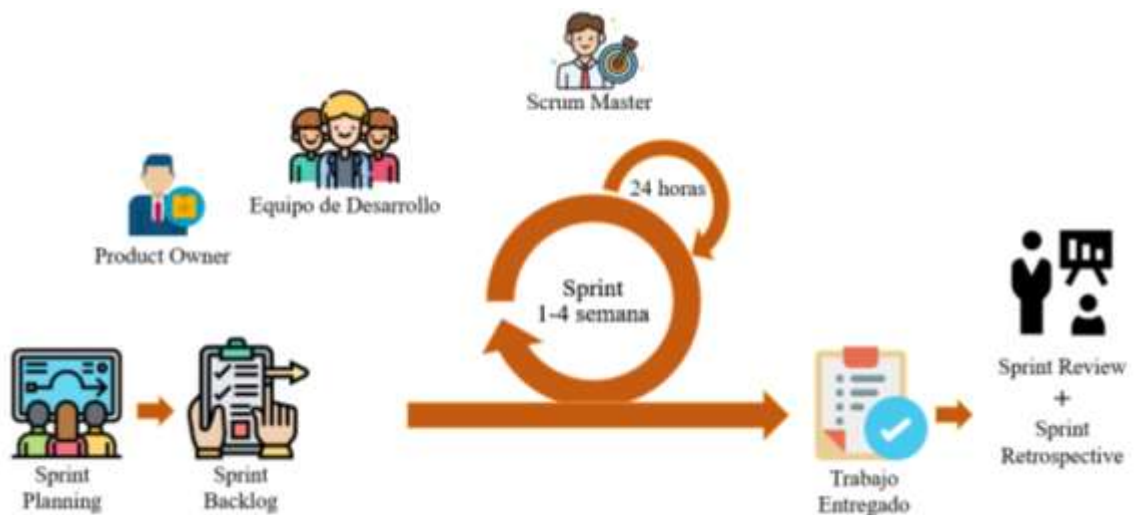 Scrum Master
Equipo de Desarrollo
Product Owner
24 horas
Sprint
1-4 semana
Sprint
Planning
Sprint
Backlog
Trabajo
Entregado
Sprint Review
+
Sprint
Retrospective